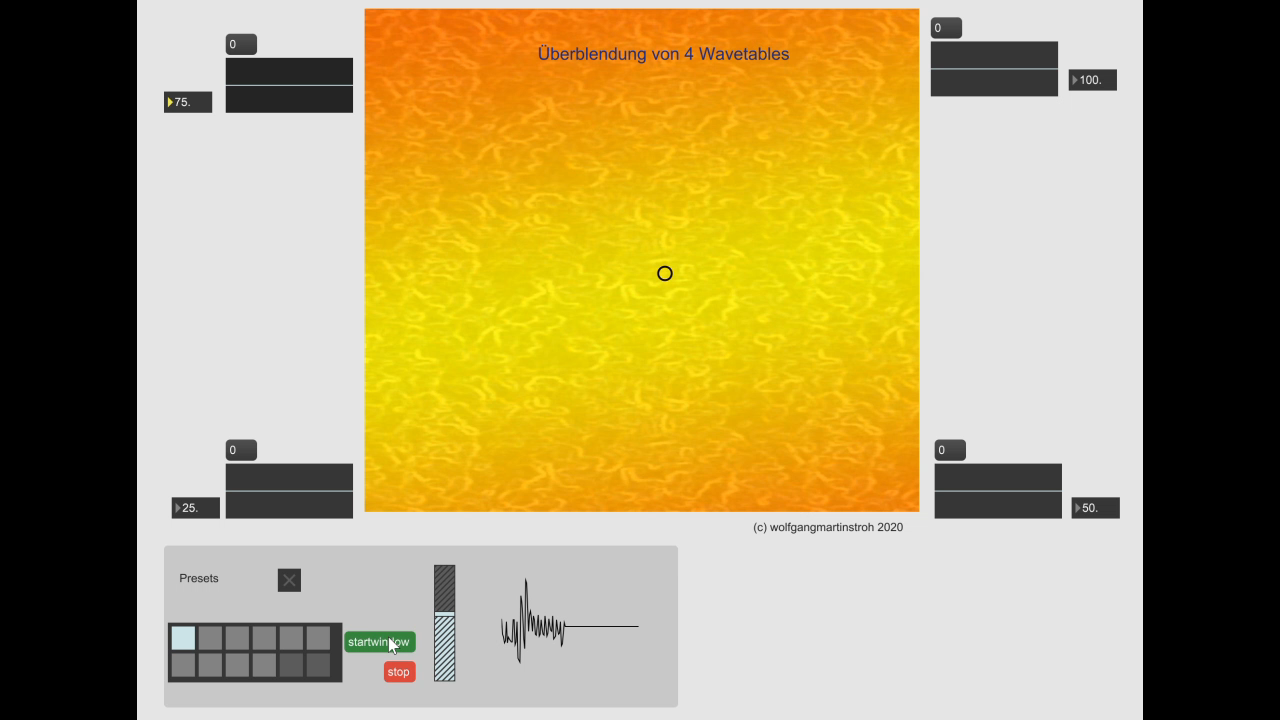 0
0
Überblendung von 4 Wavetables
75.
100.
0
0
25.
50.
(c) wolfgangmartinstroh 2020
Presets
startwindow
stop